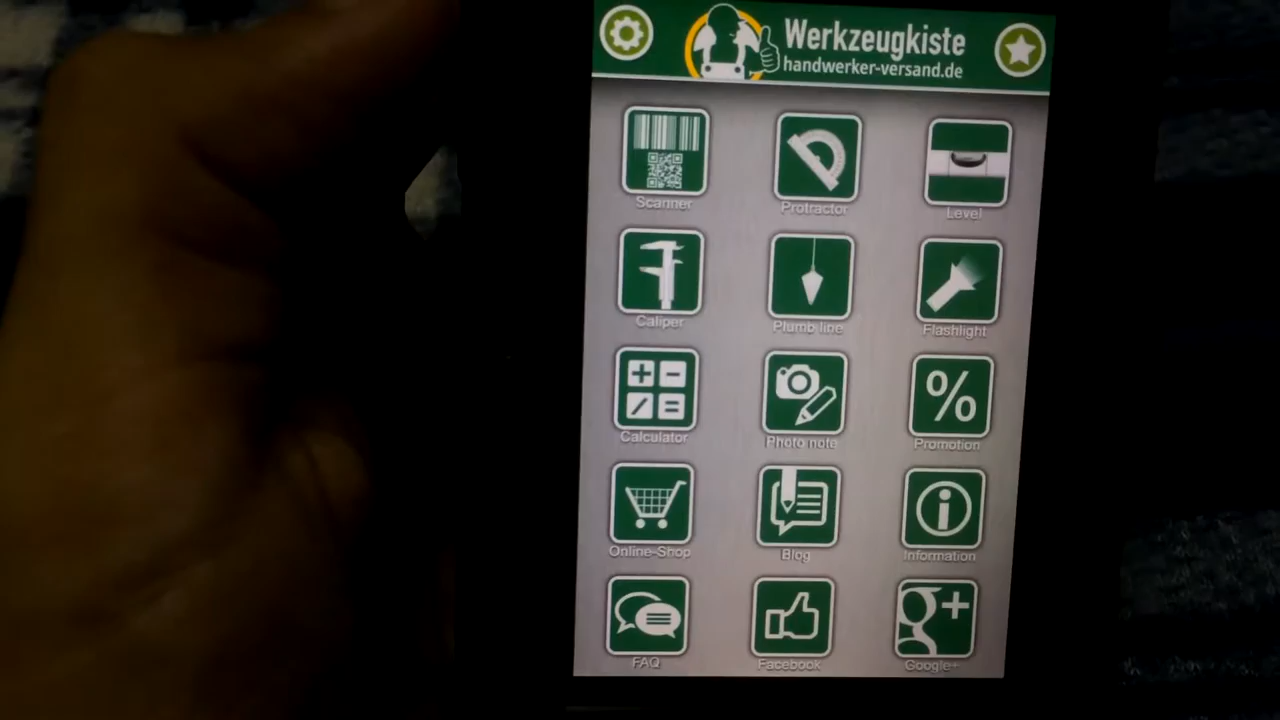 Werkzeugkiste
handwerker-versand.de
Scanner
Protractor
Level
Caliper
Plumb line
Flashlight
Calculator
Photo note
%
Promotion
Online-Shop
Blog
Information
FAQ
Facebook
g+
Google+